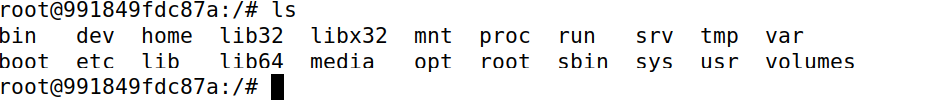 root@991849fdc87a:/# ls
bin   dev  home  lib32  libx32  mnt  proc  run   srv  tmp  var
boot  etc  lib   lib64  media   opt  root  sbin  sys  usr  volumes
root@991849fdc87a:/#